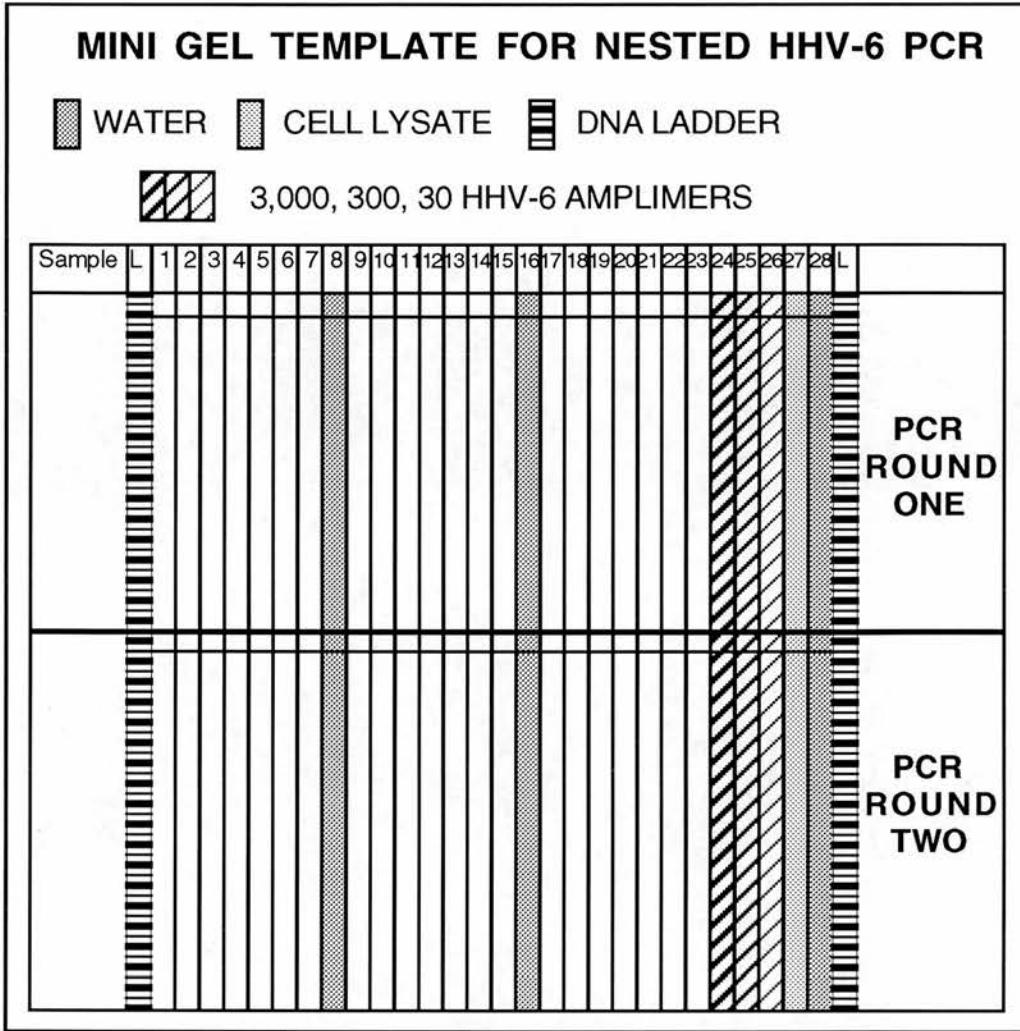 MINI GEL TEMPLATE FOR NESTED HHV-6 PCR
WATER CELL LYSATE DNA LADDER
3,000, 300, 30 HHV-6 AMPLIMERS
Sample L 1 2 3 4 5 6 7 8 9 10 11 12 13 14 15 16 17 18 19 20 21 22 23 24 25 26 27 28 L
PCR
ROUND
ONE
PCR
ROUND
TWO